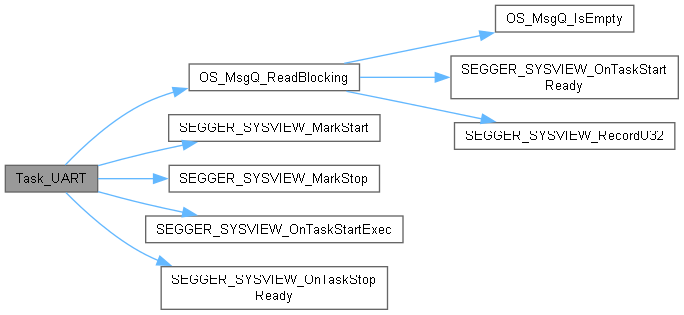 OS_MsgQ_IsEmpty
OS_MsgQ_ReadBlocking
SEGGER_SYSVIEW_OnTaskStart
Ready
SEGGER_SYSVIEW_RecordU32
SEGGER_SYSVIEW_MarkStart
Task_UART
SEGGER_SYSVIEW_MarkStop
SEGGER_SYSVIEW_OnTaskStartExec
SEGGER_SYSVIEW_OnTaskStop
Ready